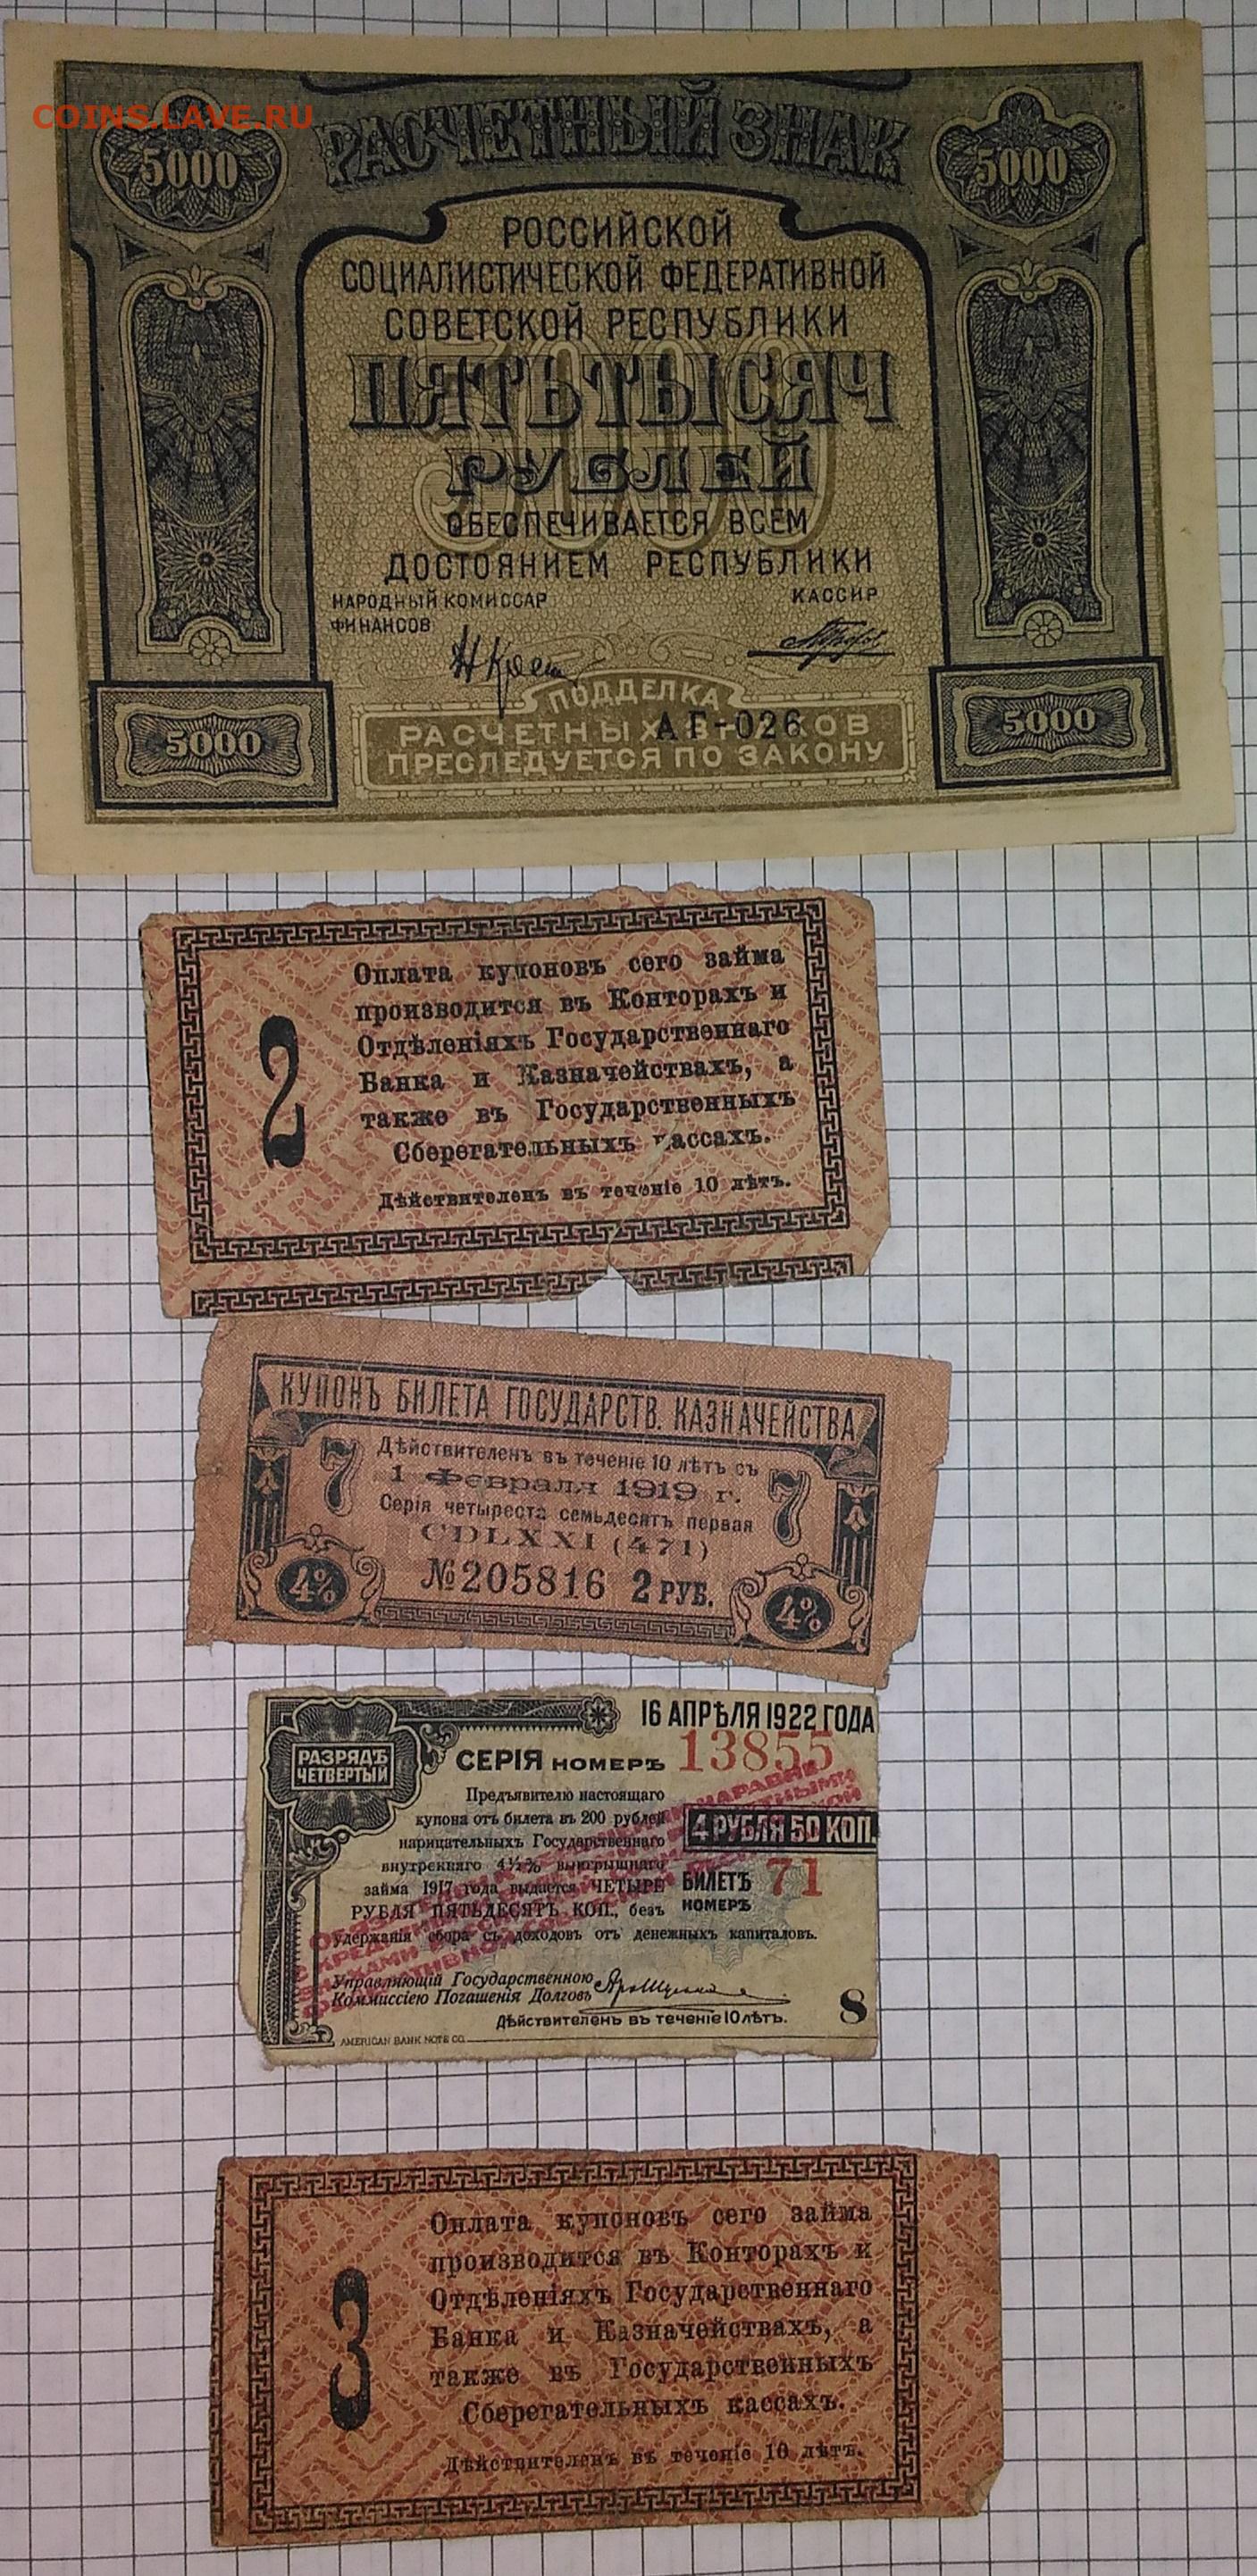 COINS.LAVE.RU
РАСЧЕТНЫЙ ЗНАК
5000
5000
РОССИЙСКОЙ
СОЦИАЛИСТИЧЕСКОЙ ФЕДЕРАТИВНОЙ
СОВЕТСКОЙ РЕСПУБЛИКИ
5000
ПЯТЬТЫСЯЧ
РУБЛЕЙ
ОБЕСПЕЧИВАЕТСЯ ВСЕМ
ДОСТОЯНИЕМ РЕСПУБЛИКИ
НАРОДНЫЙ КОМИССАР
ФИНАНСОВ
КАССИР
ПОДДЕЛКА
АГ-026
РАСЧЕТНЫХ ЗНАКОВ
ПРЕСЛЕДУЕТСЯ ПО ЗАКОНУ
5000
5000
2
Оплата купоновъ сего займа
производится въ Конторахъ и
Отдѣленіяхъ Государственнаго
Банка и Казначействахъ, а
также въ Государственныхъ
Сберегательныхъ кассахъ.
Дѣйствителенъ въ теченіе 10 лѣтъ.
КУПОНЪ БИЛЕТА ГОСУДАРСТВ. КАЗНАЧЕЙСТВА
7
Дѣйствителенъ въ теченіе 10 лѣтъ съ
1 Февраля 1919 г.
7
Серія четыреста семьдесятъ первая
CDLXXI (471)
4%
№205816 2 РУБ.
4%
16 АПРѢЛЯ 1922 ГОДА
РАЗРЯДЪ
ЧЕТВЕРТЫЙ
СЕРІЯ НОМЕРЪ 13855
Предъявителю настоящаго
купона отъ билета въ 200 рублей
нарицательныхъ Государственнаго
внутренняго 4½% выигрышнаго
займа 1917 года выдается ЧЕТЫРЕ
РУБЛЯ ПЯТЬДЕСЯТЪ КОП., безъ
удержанія сбора съ доходовъ отъ денежныхъ капиталовъ.
4 РУБЛЯ 50 КОП.
БИЛЕТЪ
НОМЕРЪ
71
Управляющій Государственною
Коммиссіею Погашенія Долговъ
Дѣйствителенъ въ теченіе 10 лѣтъ.
8
AMERICAN BANK NOTE CO.
3
Оплата купоновъ сего займа
производится въ Конторахъ и
Отдѣленіяхъ Государственнаго
Банка и Казначействахъ, а
также въ Государственныхъ
Сберегательныхъ кассахъ.
Дѣйствителенъ въ теченіе 10 лѣтъ.